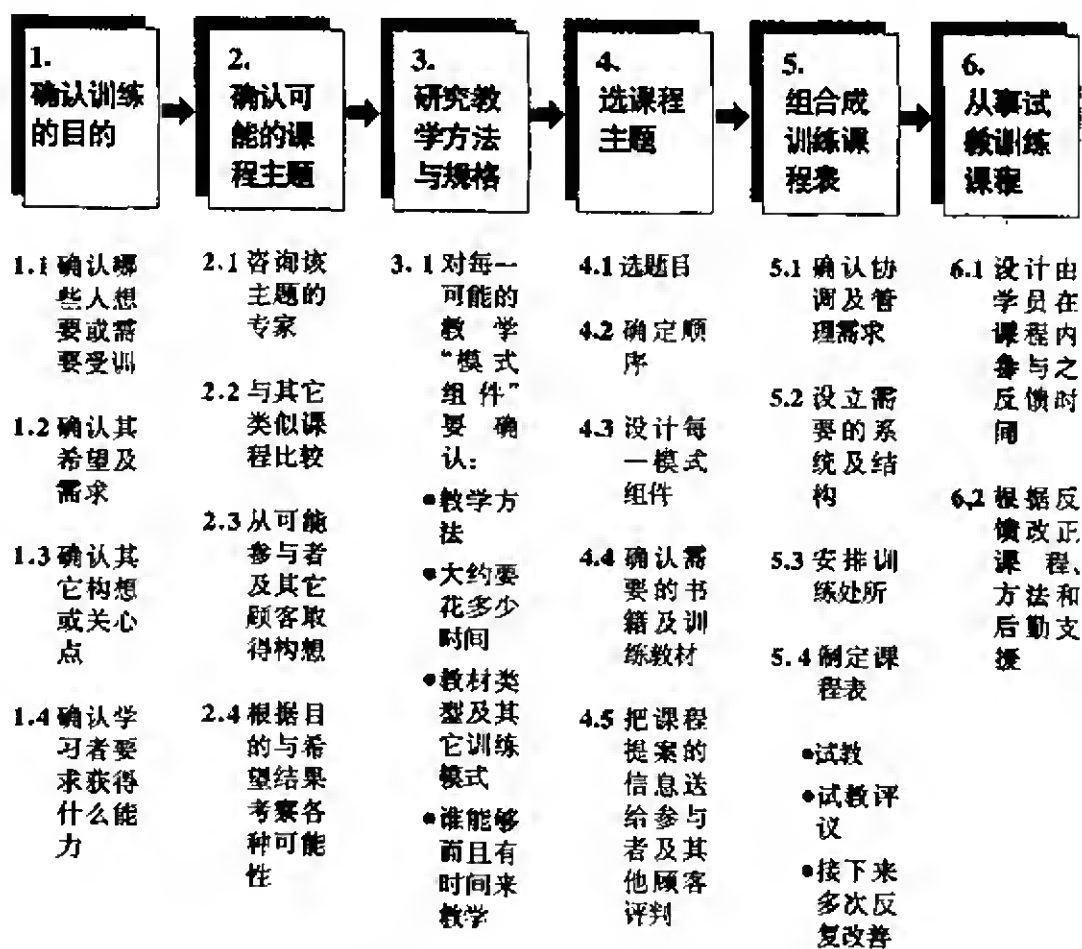 1.
确认训练
的目的
2.
确认可
能的课
程主题
3.
研究教
学方法
与规格
4.
选课程
主题
5.
组合成
训练课
程表
6.
从事试
教训练
课程
1.1 确认哪
些人想
要或需
要受训
1.2 确认其
希望及
需求
1.3 确认其
它构想
或关心
点
1.4 确认学
习者要
求获得
什么能
力
2.1 咨询该
主题的
专家
2.2 与其它
类似课
程比较
2.3 从可能
参与者
及其它
顾客取
得构想
2.4 根据目
的与希
望结果
考察各
种可能
性
3.1 对每一
可能的
教学
“模式
组件”
要确
认:
●教学方
法
●大约要
花多少
时间
●教材类
型及其
它训练
模式
●谁能够
而且有
时间来
教学
4.1 选题目
4.2 确定顺
序
4.3 设计每
一模式
组件
4.4 确认需
要的书
籍及训
练教材
4.5 把课程
提案的
信息送
给参与
者及其
他顾客
评判
5.1 确认协
调及管
理需求
5.2 设立需
要的系
统及结
构
5.3 安排训
练处所
5.4 制定课
程表
●试教
●试教评
议
●接下来
多次反
复改善
6.1 设计由
学员在
课程内
参与之
反馈时
间
6.2 根据反
馈改正
课程、
方法和
后勤支
援